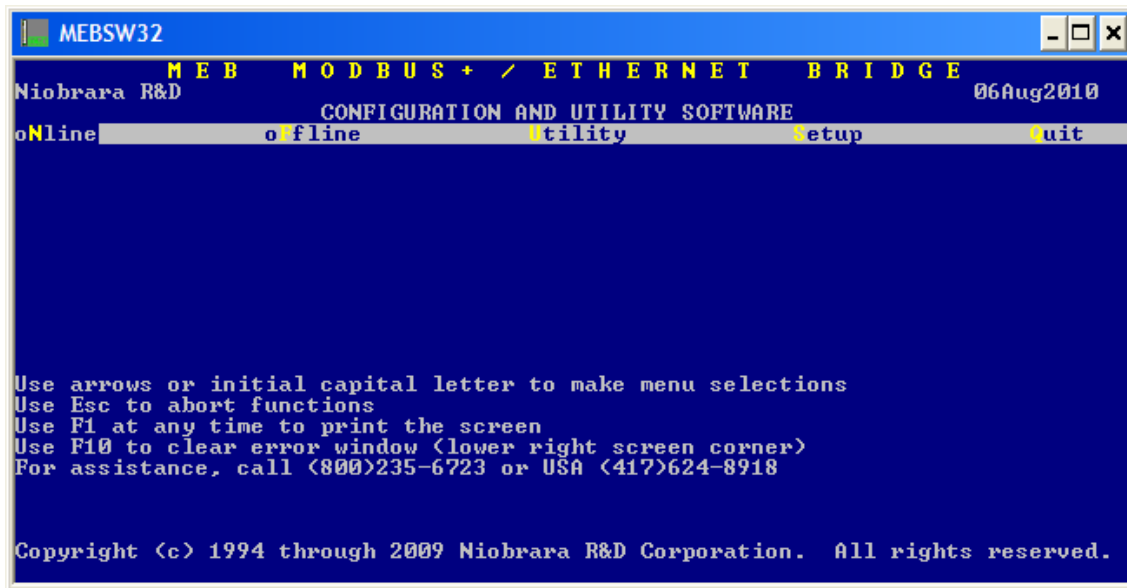 MEBSW32
M E B M O D B U S + / E T H E R N E T B R I D G E
Niobrara R&D 06Aug2010
CONFIGURATION AND UTILITY SOFTWARE
oNline oFfline Utility Setup Quit
Use arrows or initial capital letter to make menu selections
Use Esc to abort functions
Use F1 at any time to print the screen
Use F10 to clear error window (lower right screen corner)
For assistance, call (800)235-6723 or USA (417)624-8918
Copyright (c) 1994 through 2009 Niobrara R&D Corporation. All rights reserved.